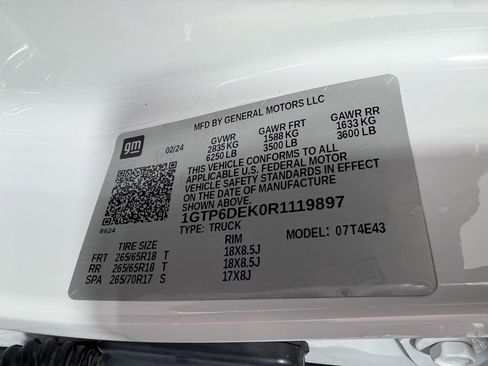 MFD BY GENERAL MOTORS LLC
gm
02/24
GVWR GAWR FRT GAWR RR
2835 KG 1588 KG 1633 KG
6250 LB 3500 LB 3600 LB
THIS VEHICLE CONFORMS TO ALL
APPLICABLE U.S. FEDERAL MOTOR
VEHICLE SAFETY STANDARDS IN EFFECT
ON THE DATE OF MANUFACTURE
SHOWN ABOVE.
1GTP6DEK0R1119897
TYPE: TRUCK
MODEL: 07T4E43
#624
TIRE SIZE RIM
FRT 265/65R18 T 18X8.5J
RR 265/65R18 T 18X8.5J
SPA 265/70R17 S 17X8J